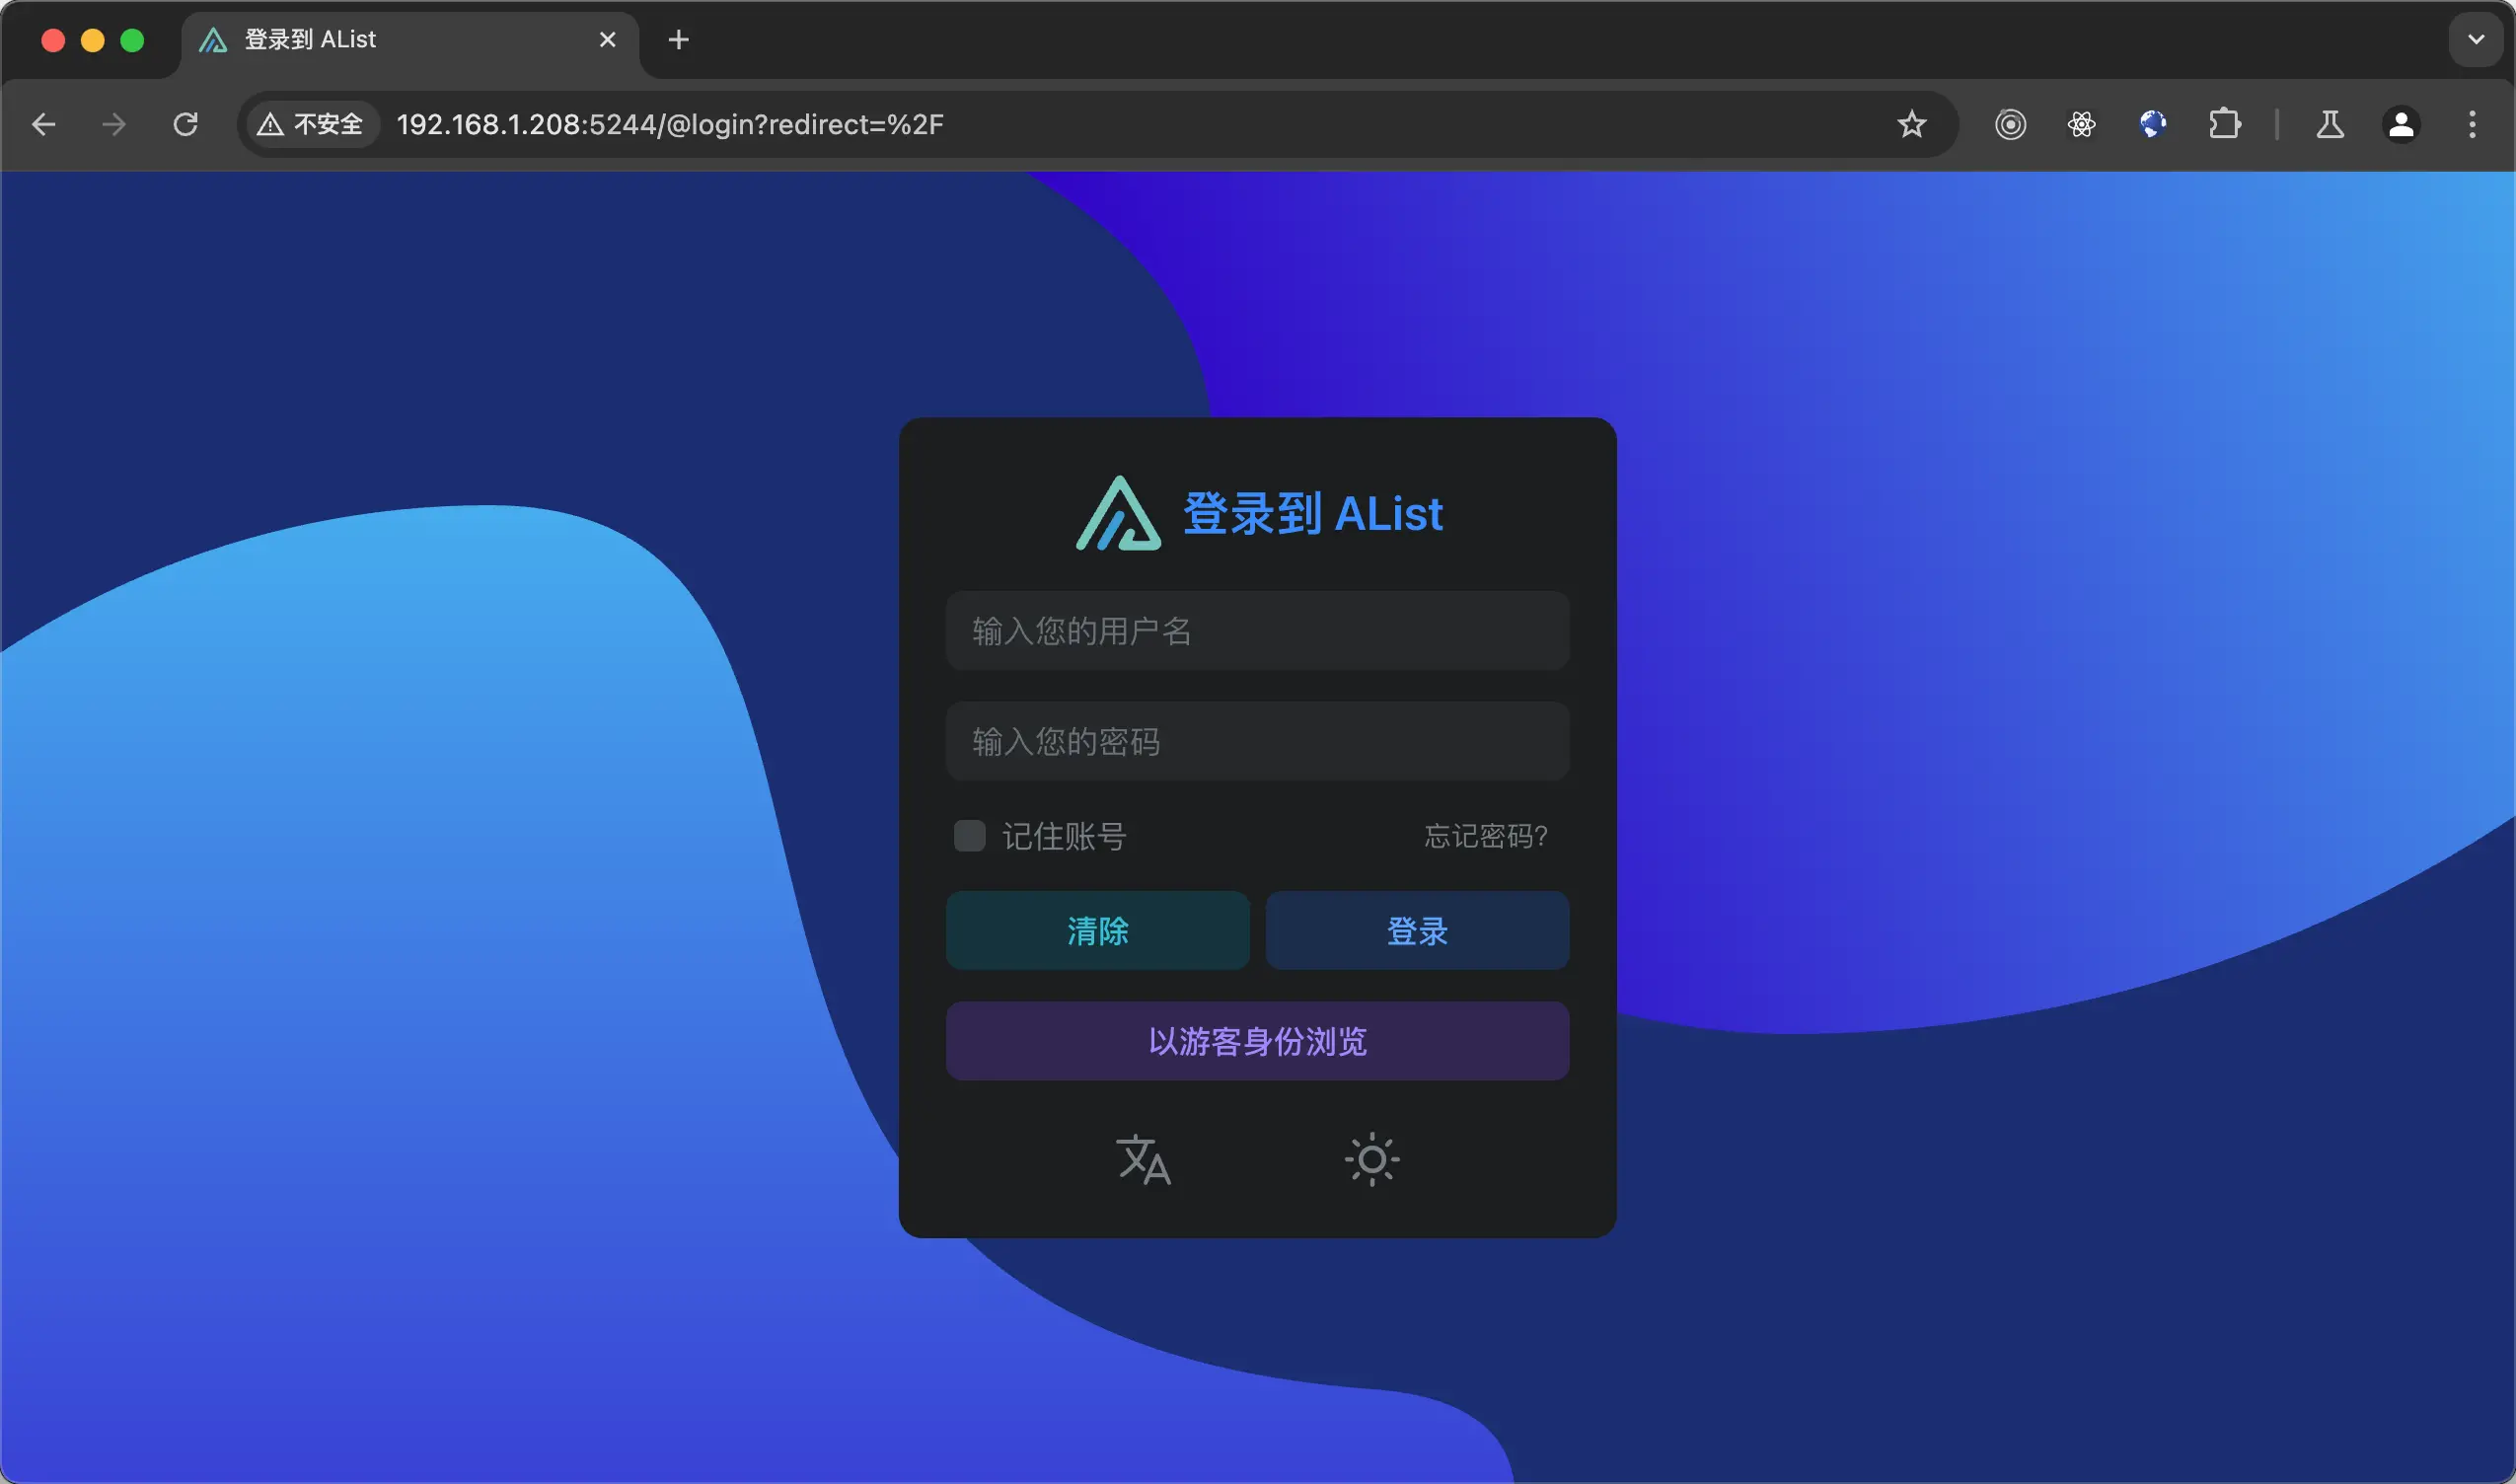 登录到 AList
不安全 192.168.1.208:5244/@login?redirect=%2F
登录到 AList
输入您的用户名
输入您的密码
记住账号 忘记密码?
清除 登录
以游客身份浏览